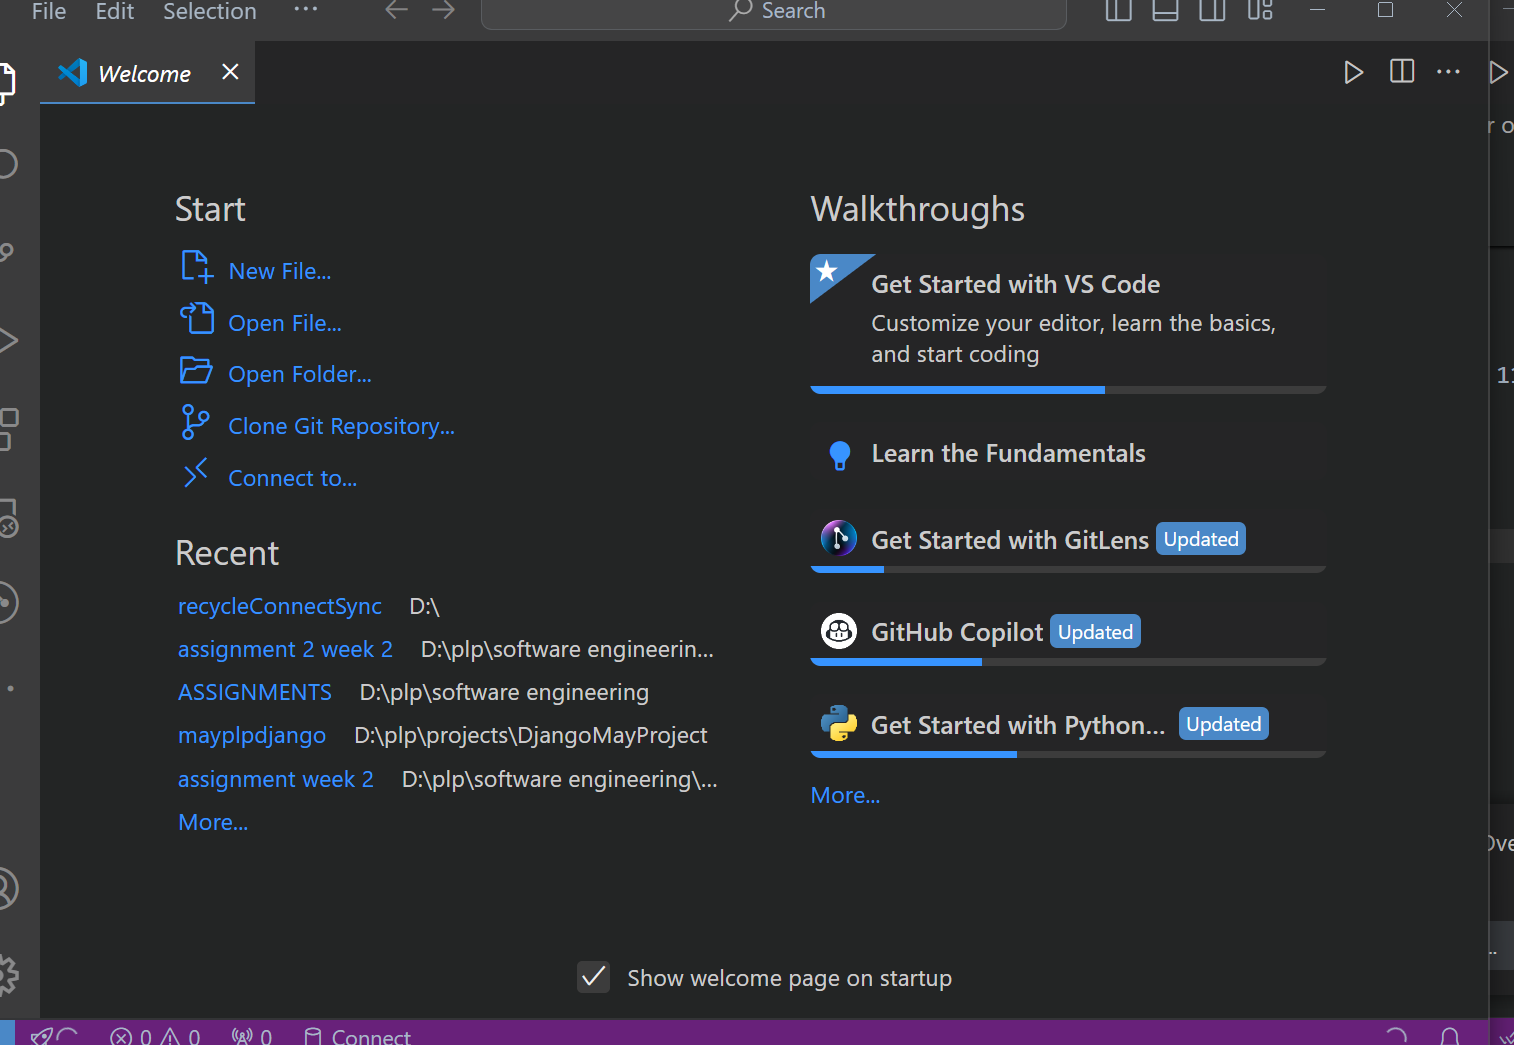 File Edit Selection ...
Search
Welcome
Start
New File...
Open File...
Open Folder...
Clone Git Repository...
Connect to...
Recent
recycleConnectSync D:\
assignment 2 week 2 D:\plp\software engineerin...
ASSIGNMENTS D:\plp\software engineering
mayplpdjango D:\plp\projects\DjangoMayProject
assignment week 2 D:\plp\software engineering\...
More...
Walkthroughs
Get Started with VS Code
Customize your editor, learn the basics,
and start coding
Learn the Fundamentals
Get Started with GitLens Updated
GitHub Copilot Updated
Get Started with Python... Updated
More...
Show welcome page on startup
0 0 0 Connect